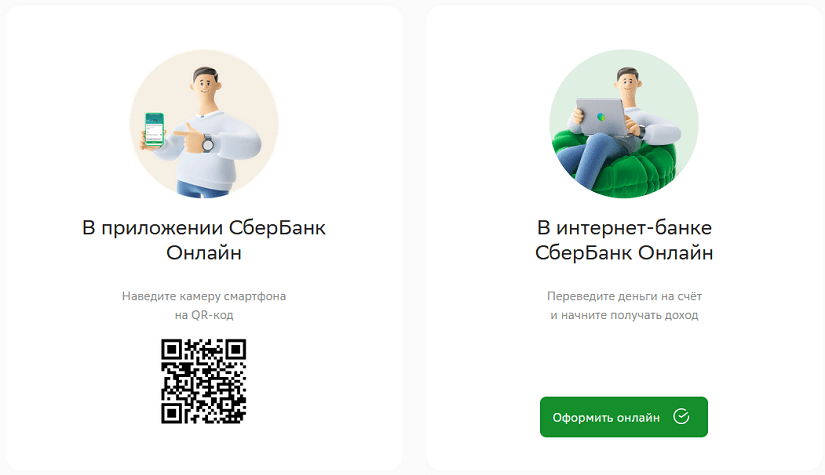 В приложении СберБанк
Онлайн
Наведите камеру смартфона
на QR-код
В интернет-банке
СберБанк Онлайн
Переведите деньги на счёт
и начните получать доход
Оформить онлайн